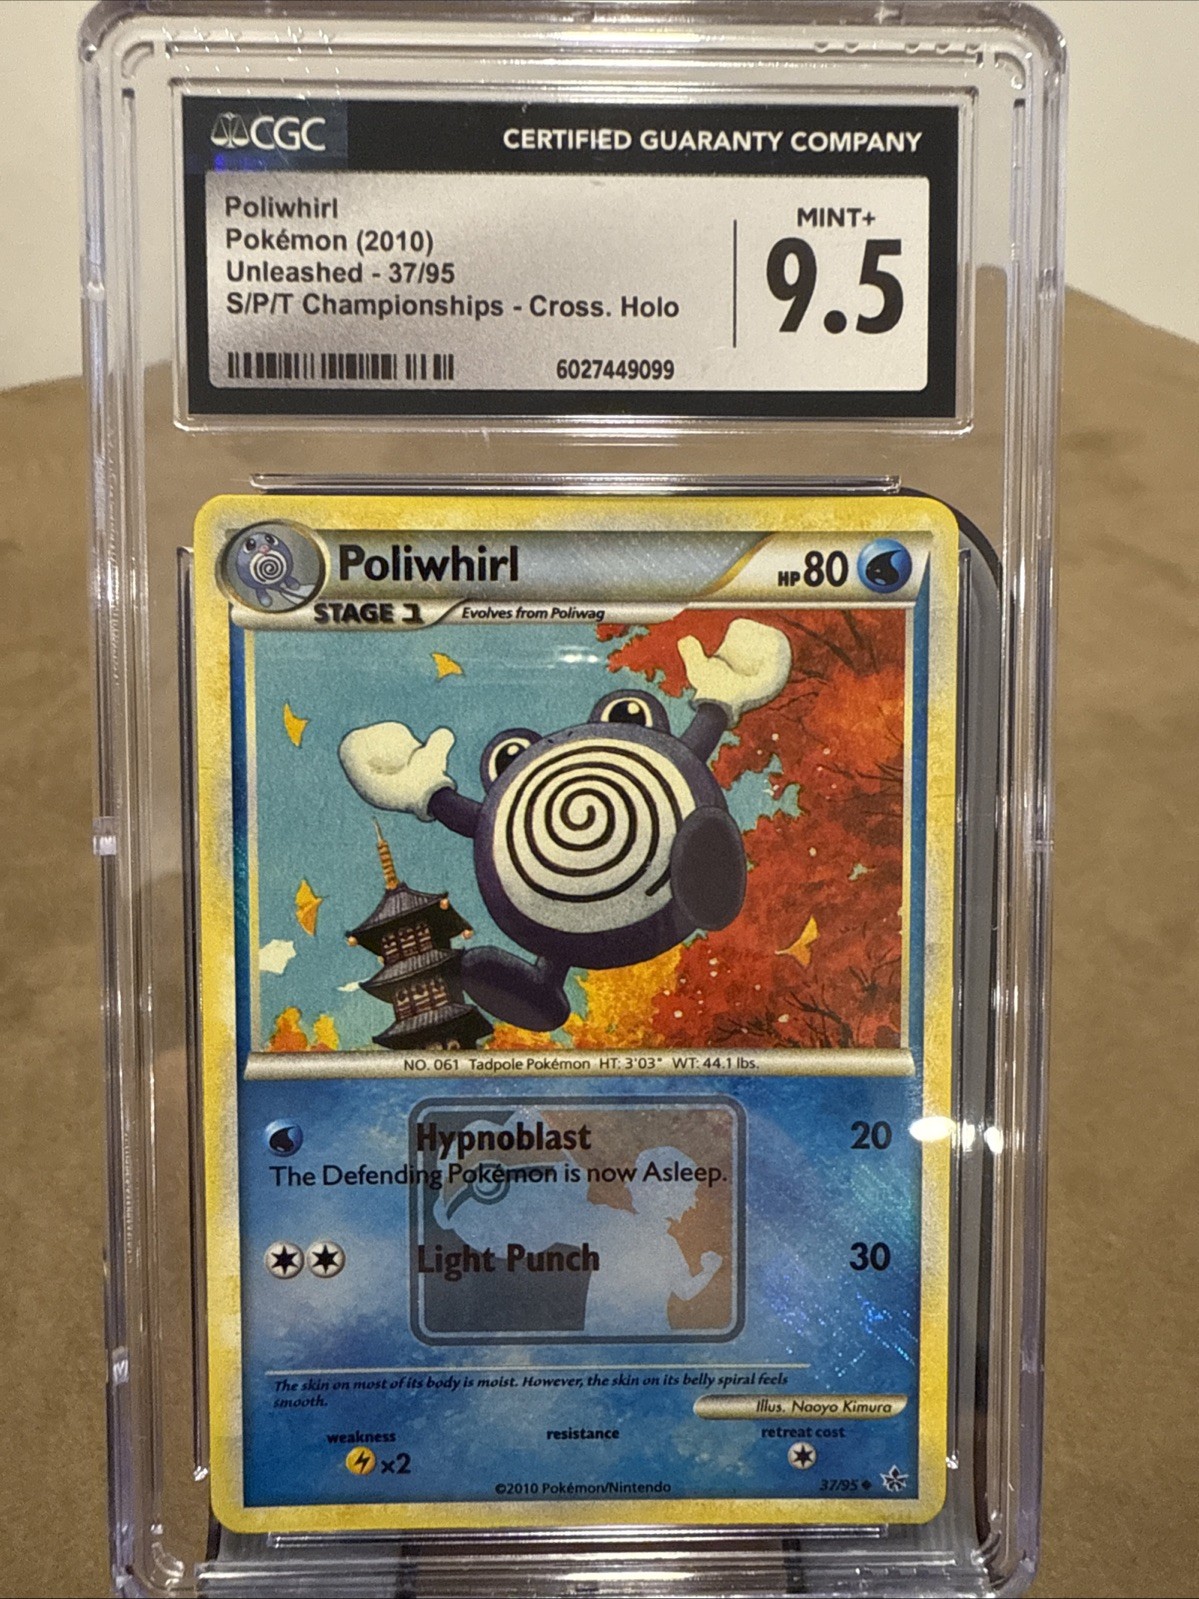 CGC
CERTIFIED GUARANTY COMPANY
Poliwhirl
Pokémon (2010)
Unleashed - 37/95
S/P/T Championships - Cross. Holo
MINT+
9.5
6027449099
Poliwhirl
HP 80
STAGE 1
Evolves from Poliwag
NO. 061 Tadpole Pokémon HT: 3'03" WT: 44.1 lbs.
Hypnoblast 20
The Defending Pokémon is now Asleep.
Light Punch 30
The skin on most of its body is moist. However, the skin on its belly spiral feels
smooth.
Illus. Naoyo Kimura
weakness resistance retreat cost
x2
©2010 Pokémon/Nintendo
37/95